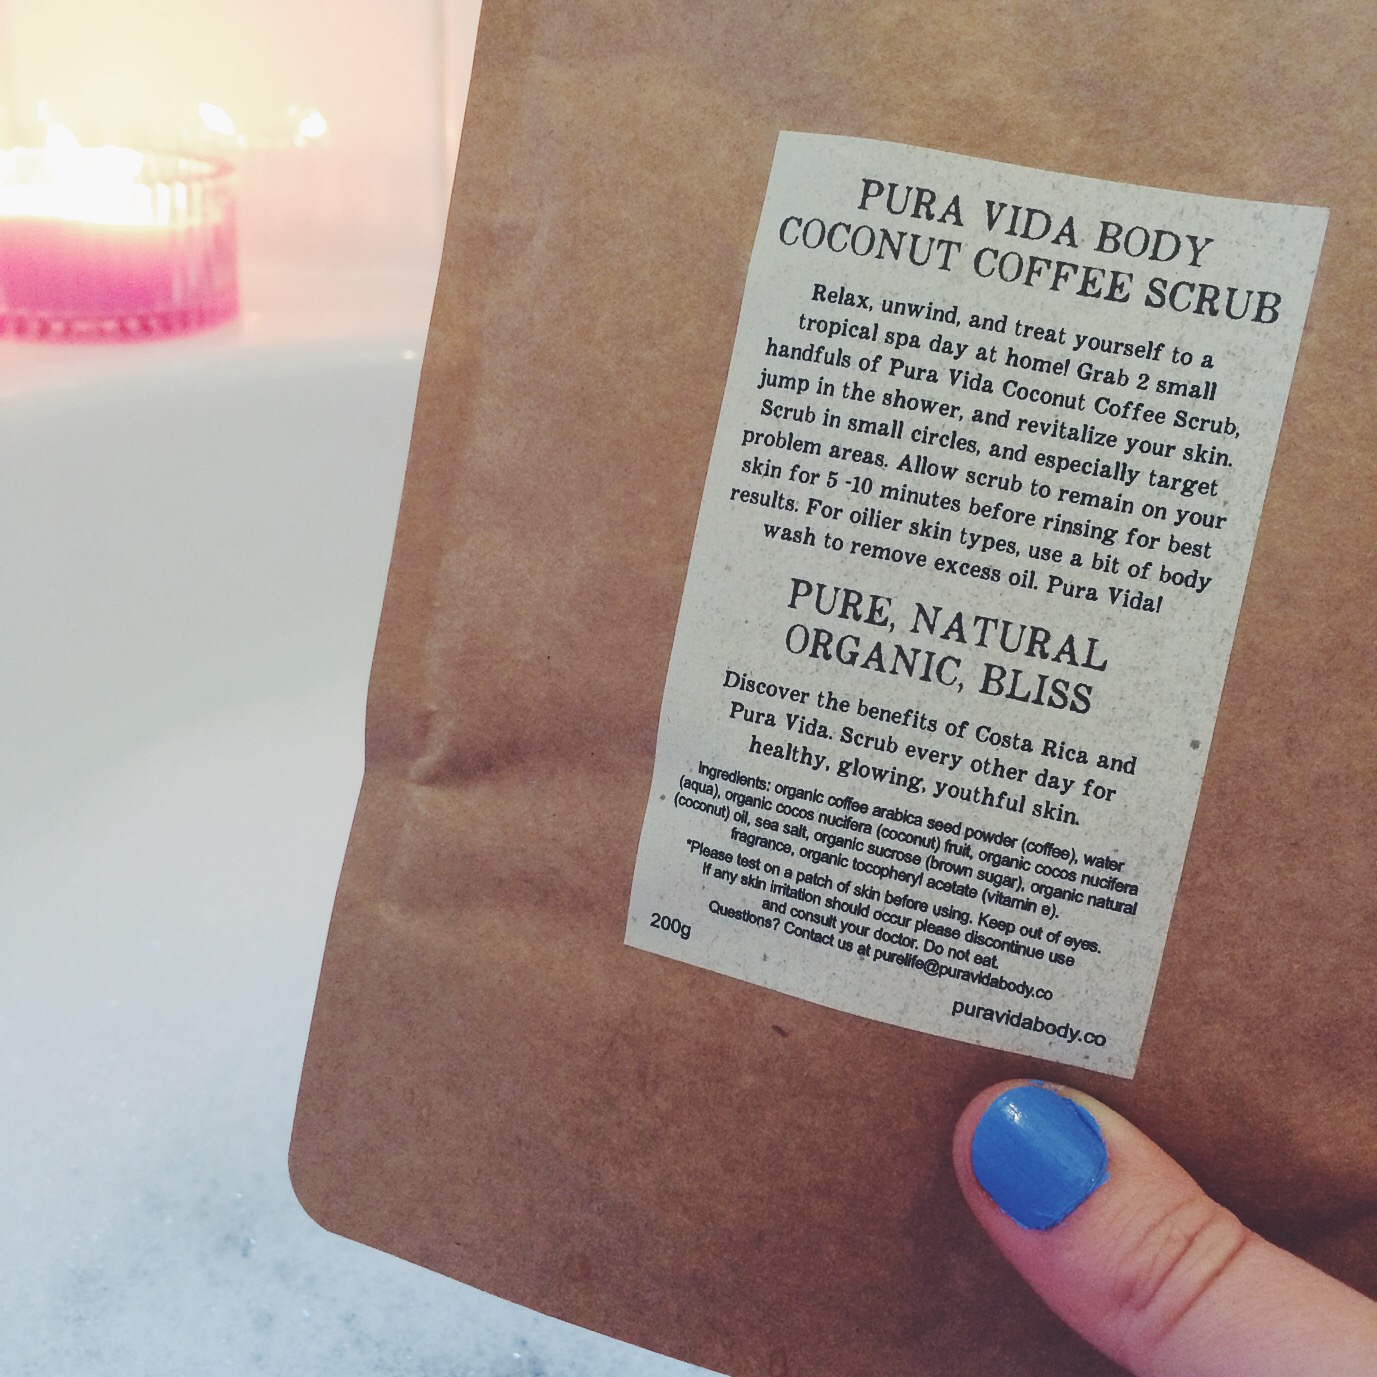 PURA VIDA BODY
COCONUT COFFEE SCRUB
Relax, unwind, and treat yourself to a
tropical spa day at home! Grab 2 small
handfuls of Pura Vida Coconut Coffee Scrub,
jump in the shower, and revitalize your skin.
Scrub in small circles, and especially target
problem areas. Allow scrub to remain on your
skin for 5 -10 minutes before rinsing for best
results. For oilier skin types, use a bit of body
wash to remove excess oil. Pura Vida!
PURE, NATURAL
ORGANIC, BLISS
Discover the benefits of Costa Rica and
Pura Vida. Scrub every other day for
healthy, glowing, youthful skin.
Ingredients: organic coffee arabica seed powder (coffee), water
(aqua), organic cocos nucifera (coconut) fruit, organic cocos nucifera
(coconut) oil, sea salt, organic sucrose (brown sugar), organic natural
fragrance, organic tocopheryl acetate (vitamin e).
*Please test on a patch of skin before using. Keep out of eyes.
If any skin irritation should occur please discontinue use
and consult your doctor. Do not eat.
Questions? Contact us at purelife@puravidabody.co
200g
puravidabody.co